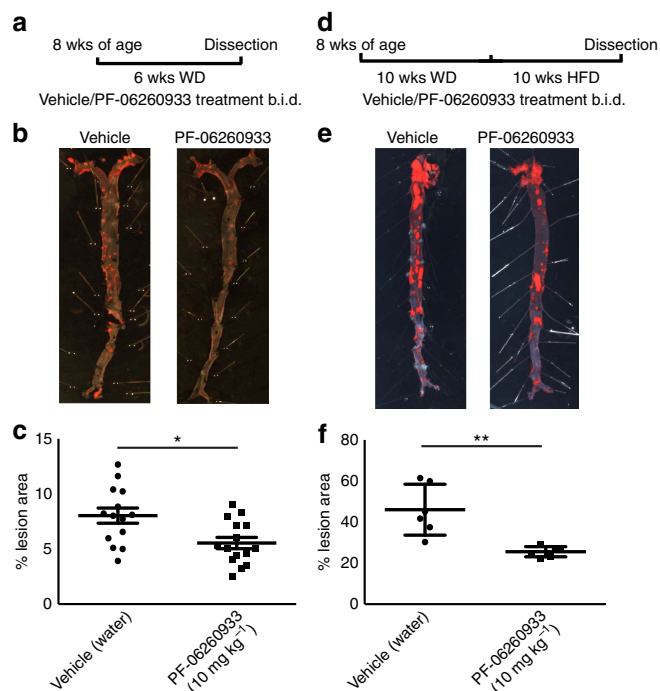 a
8 wks of age Dissection
6 wks WD
Vehicle/PF-06260933 treatment b.i.d.
b
Vehicle PF-06260933
c
15
10
5
0
% lesion area
*
Vehicle (water)
PF-06260933
(10 mg kg⁻¹)
d
8 wks of age Dissection
10 wks WD 10 wks HFD
Vehicle/PF-06260933 treatment b.i.d.
e
Vehicle PF-06260933
f
80
60
40
20
0
% lesion area
**
Vehicle (water)
PF-06260933
(10 mg kg⁻¹)